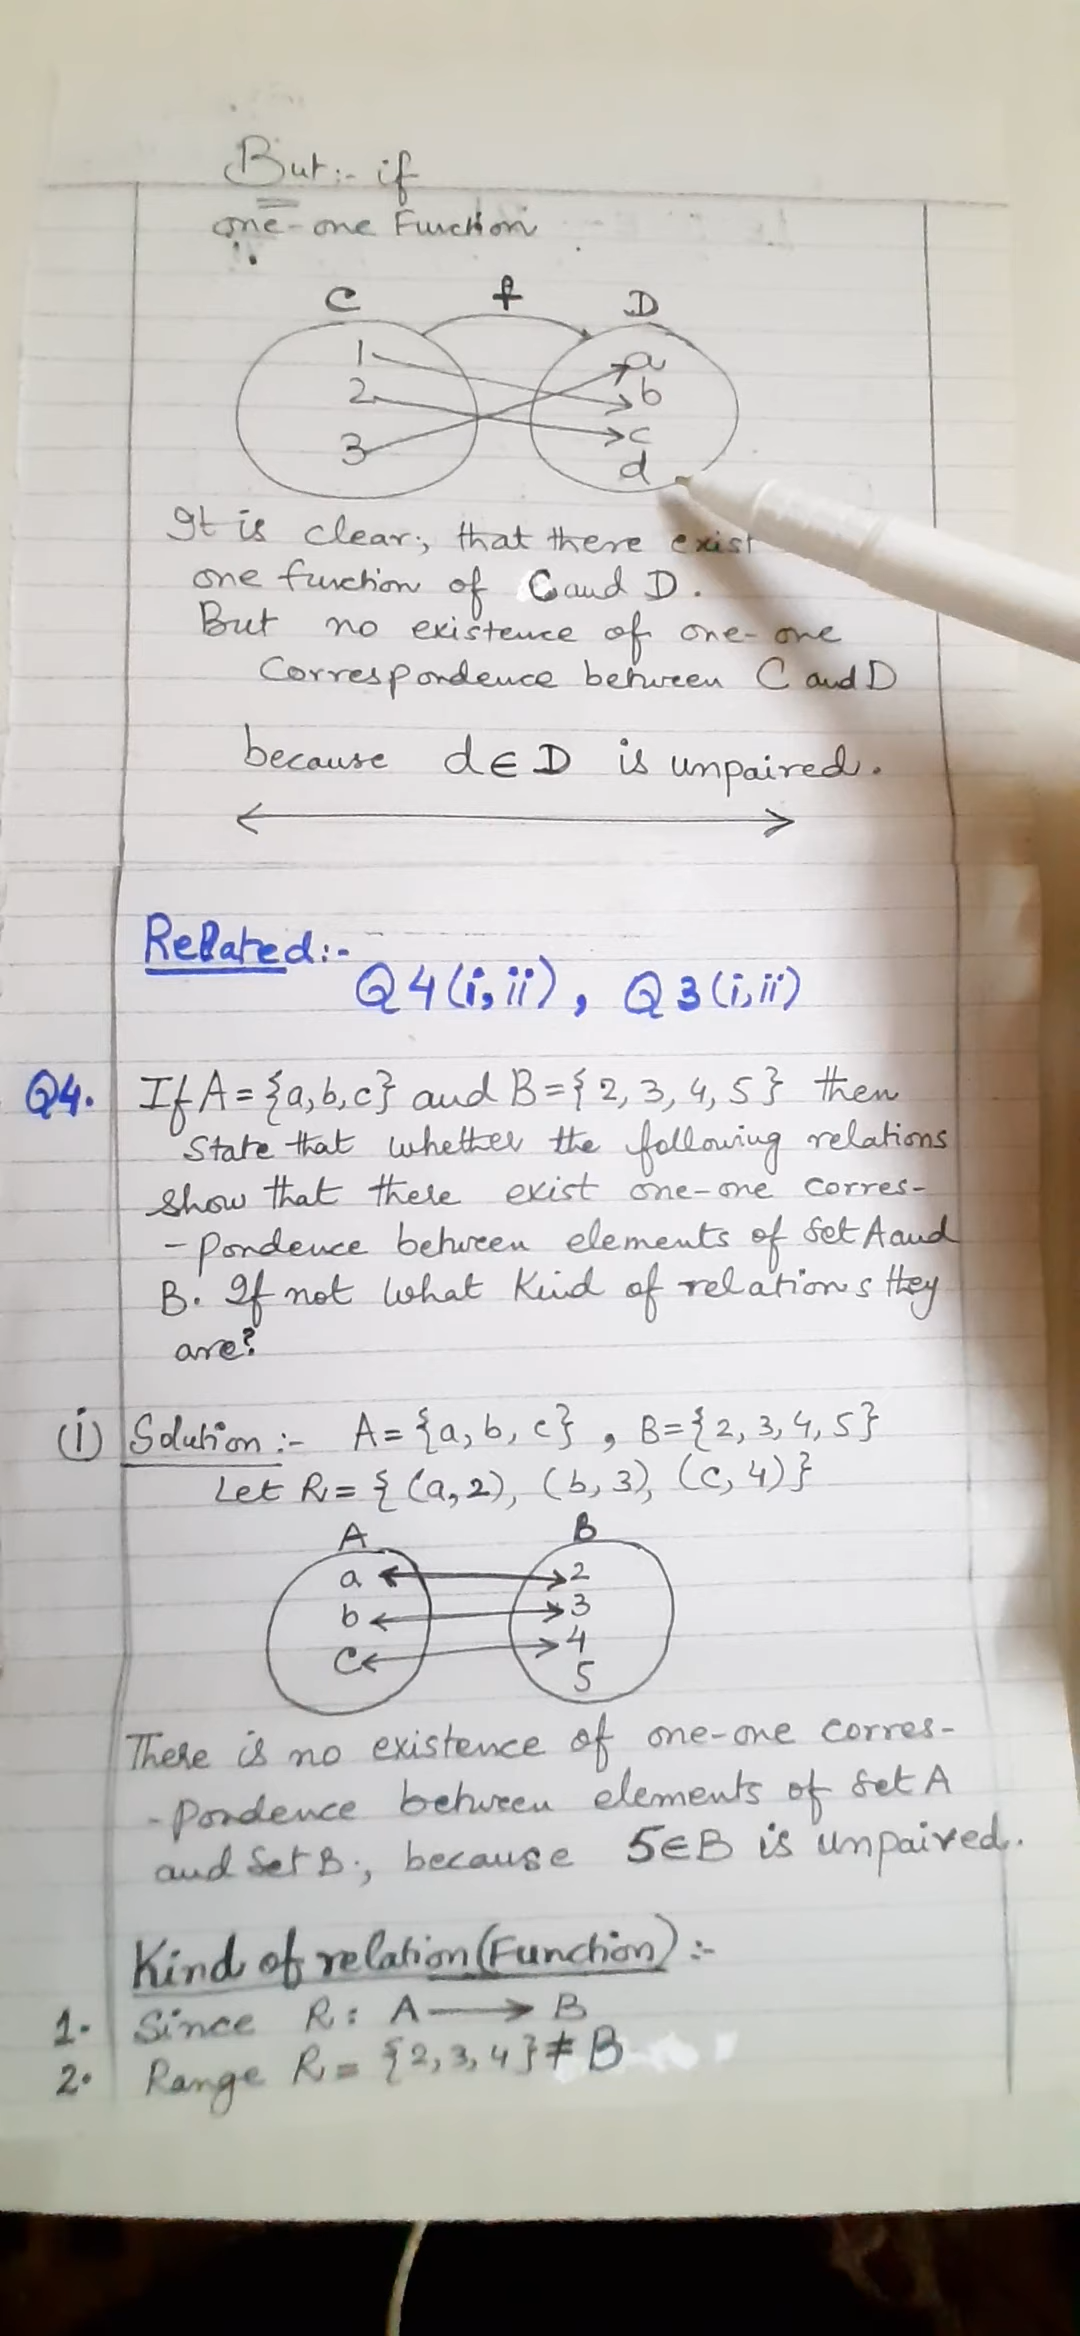 But:- if
one-one Function
C f D
1 a
2 b
3 c
d
It is clear, that there exist
one function of C and D.
But no existence of one-one
Correspondence between C and D
because d∈D is unpaired.
Related:-
Q4(i,ii), Q3(i,ii)
Q4. If A={a,b,c} and B={2,3,4,5} then
State that whether the following relations
show that there exist one-one corres-
-pondence between elements of set A and
B. If not what kind of relations they
are?
(i) Solution:- A={a,b,c}, B={2,3,4,5}
Let R={(a,2), (b,3), (c,4)}
A B
a 2
b 3
c 4
5
There is no existence of one-one corres-
-pondence between elements of set A
and Set B., because 5∈B is unpaired.
Kind of relation (Function):-
1. Since R: A → B
2. Range R = {2,3,4} ≠ B